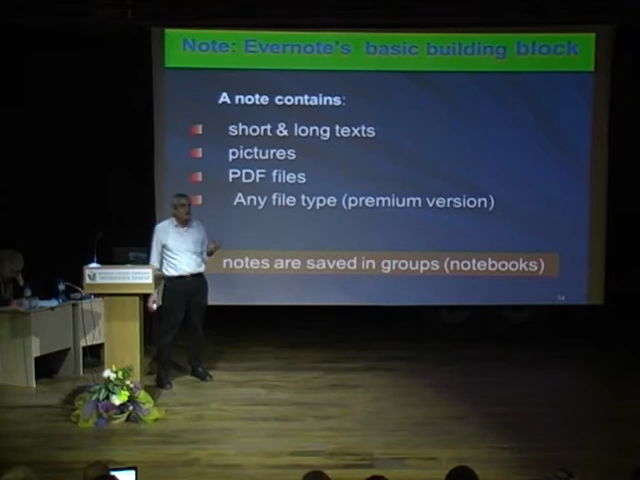 Note: Evernote's basic building block
A note contains:
short & long texts
pictures
PDF files
Any file type (premium version)
notes are saved in groups (notebooks)